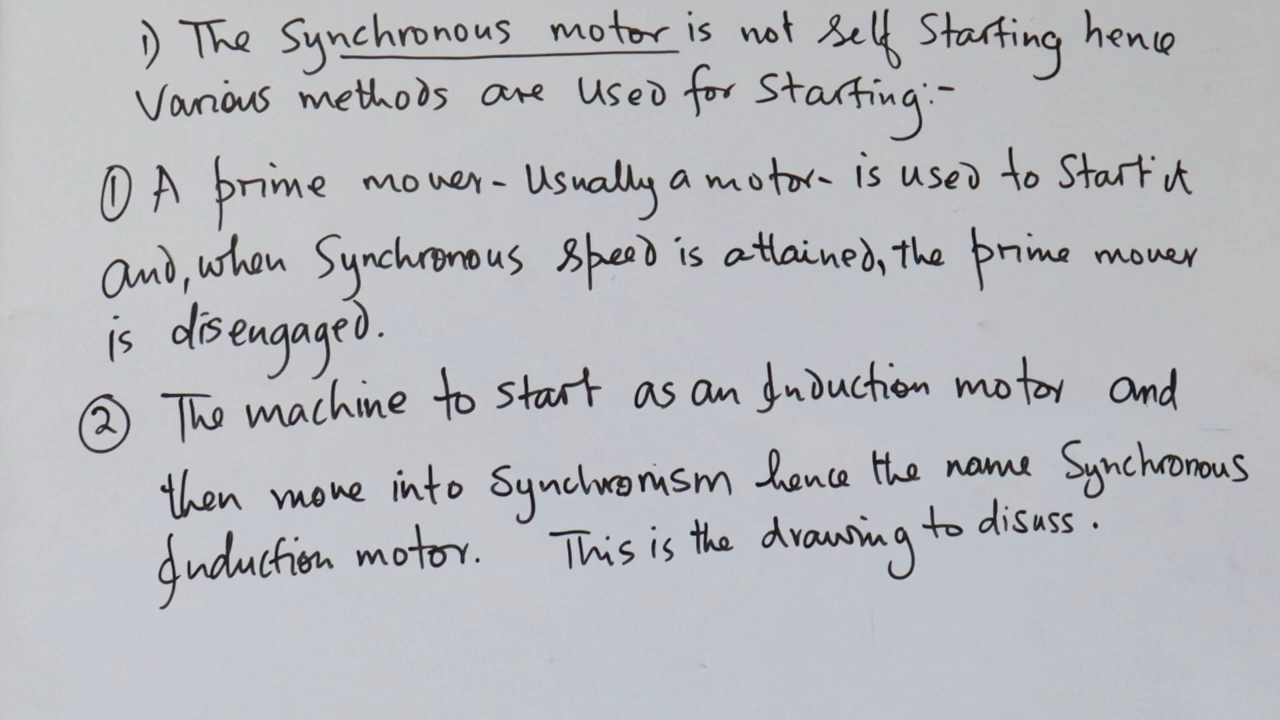 1) The Synchronous motor is not Self Starting hence
Various methods are Used for Starting:-
① A prime mover - Usually a motor - is used to Start it
and, when Synchronous Speed is attained, the prime mover
is disengaged.
② The machine to start as an Induction motor and
then move into Synchronism hence the name Synchronous
Induction motor. This is the drawing to disuss.